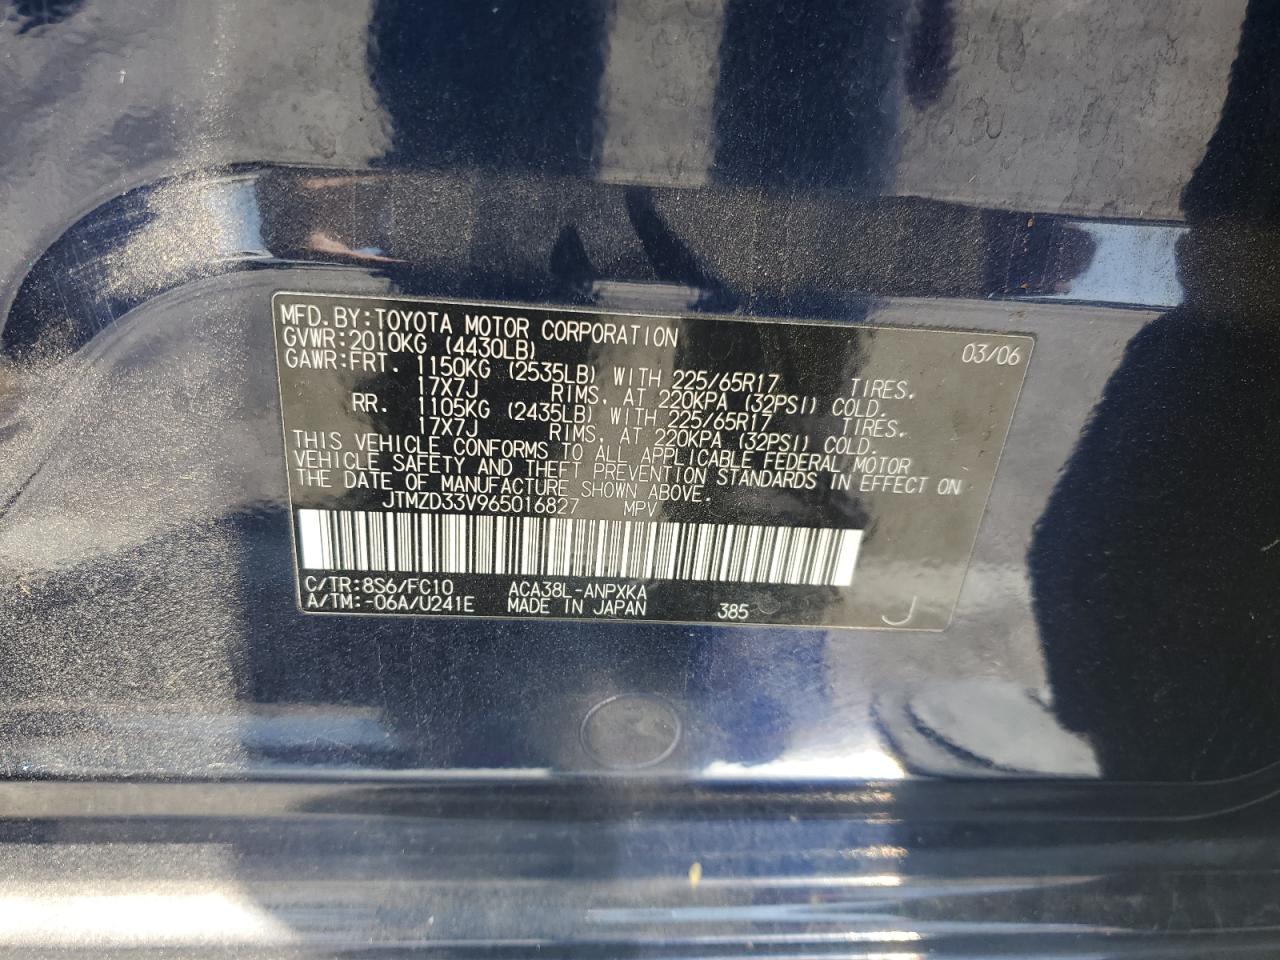 MFD.BY:TOYOTA MOTOR CORPORATION 03/06
GVWR:2010KG (4430LB)
GAWR:FRT. 1150KG (2535LB) WITH 225/65R17 TIRES,
17X7J RIMS, AT 220KPA (32PSI) COLD.
RR. 1105KG (2435LB) WITH 225/65R17 TIRES,
17X7J RIMS, AT 220KPA (32PSI) COLD.
THIS VEHICLE CONFORMS TO ALL APPLICABLE FEDERAL MOTOR
VEHICLE SAFETY AND THEFT PREVENTION STANDARDS IN EFFECT ON
THE DATE OF MANUFACTURE SHOWN ABOVE.
JTMZD33V965016827 MPV
C/TR:8S6/FC10 ACA38L-ANPXKA
A/TM:-06A/U241E MADE IN JAPAN 385 J